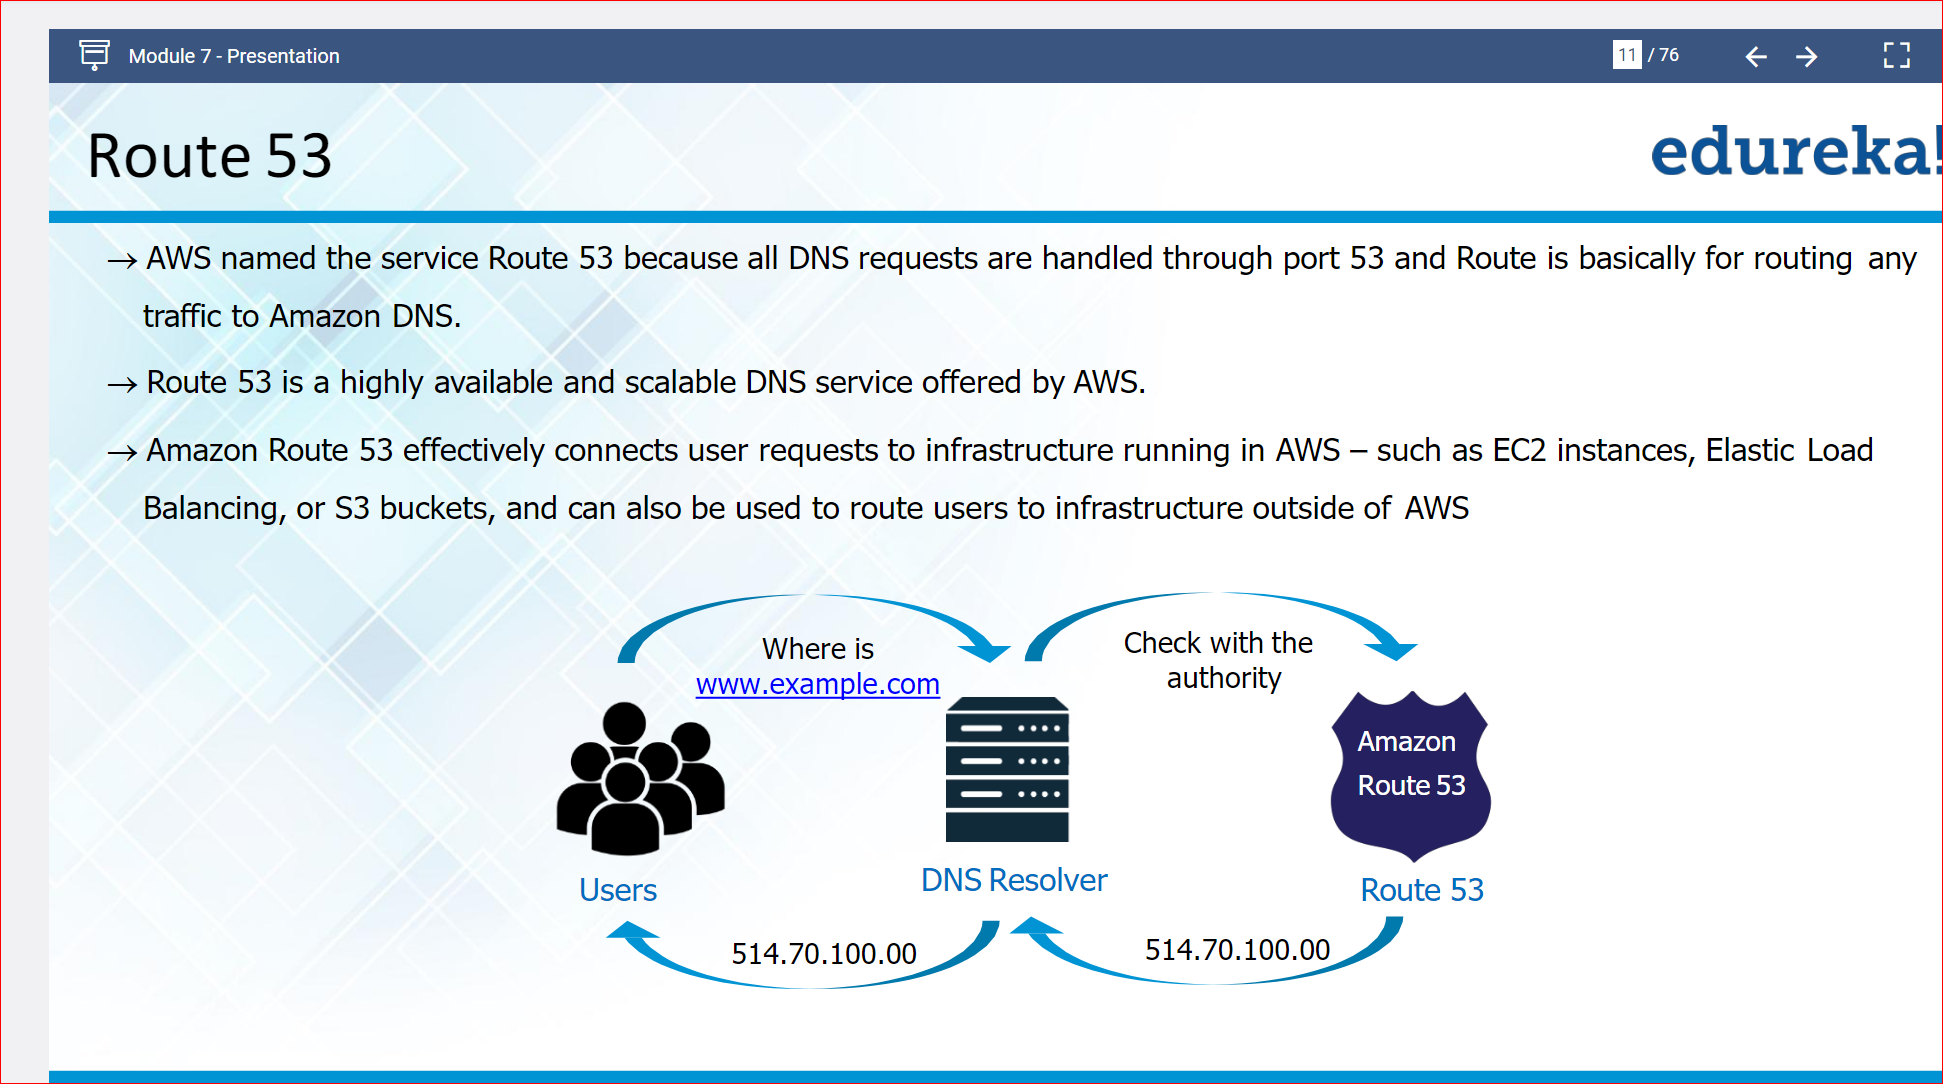 Module 7 - Presentation
11 / 76
Route 53
edureka!
→ AWS named the service Route 53 because all DNS requests are handled through port 53 and Route is basically for routing any
traffic to Amazon DNS.
→ Route 53 is a highly available and scalable DNS service offered by AWS.
→ Amazon Route 53 effectively connects user requests to infrastructure running in AWS – such as EC2 instances, Elastic Load
Balancing, or S3 buckets, and can also be used to route users to infrastructure outside of AWS
Where is
www.example.com
Check with the
authority
Amazon
Route 53
Users
DNS Resolver
Route 53
514.70.100.00
514.70.100.00